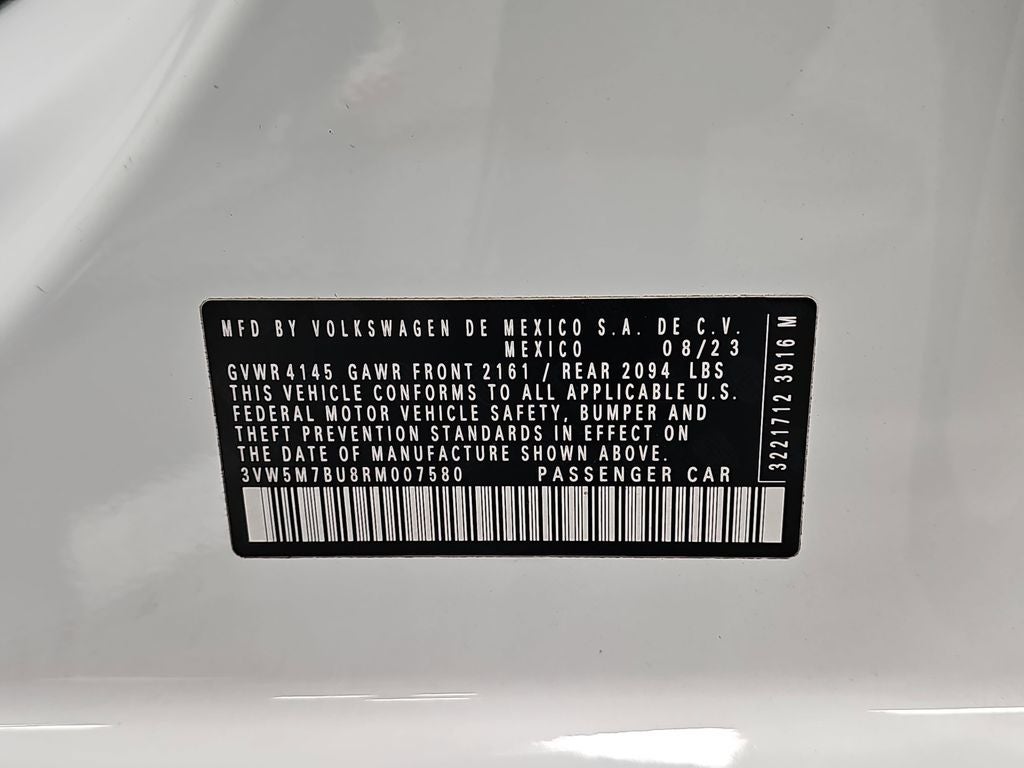 MFD BY VOLKSWAGEN DE MEXICO S.A. DE C.V.
MEXICO 08/23
GVWR 4145 GAWR FRONT 2161 / REAR 2094 LBS
THIS VEHICLE CONFORMS TO ALL APPLICABLE U.S.
FEDERAL MOTOR VEHICLE SAFETY, BUMPER AND
THEFT PREVENTION STANDARDS IN EFFECT ON
THE DATE OF MANUFACTURE SHOWN ABOVE.
3VW5M7BU8RM007580 PASSENGER CAR
3221712 3916 M